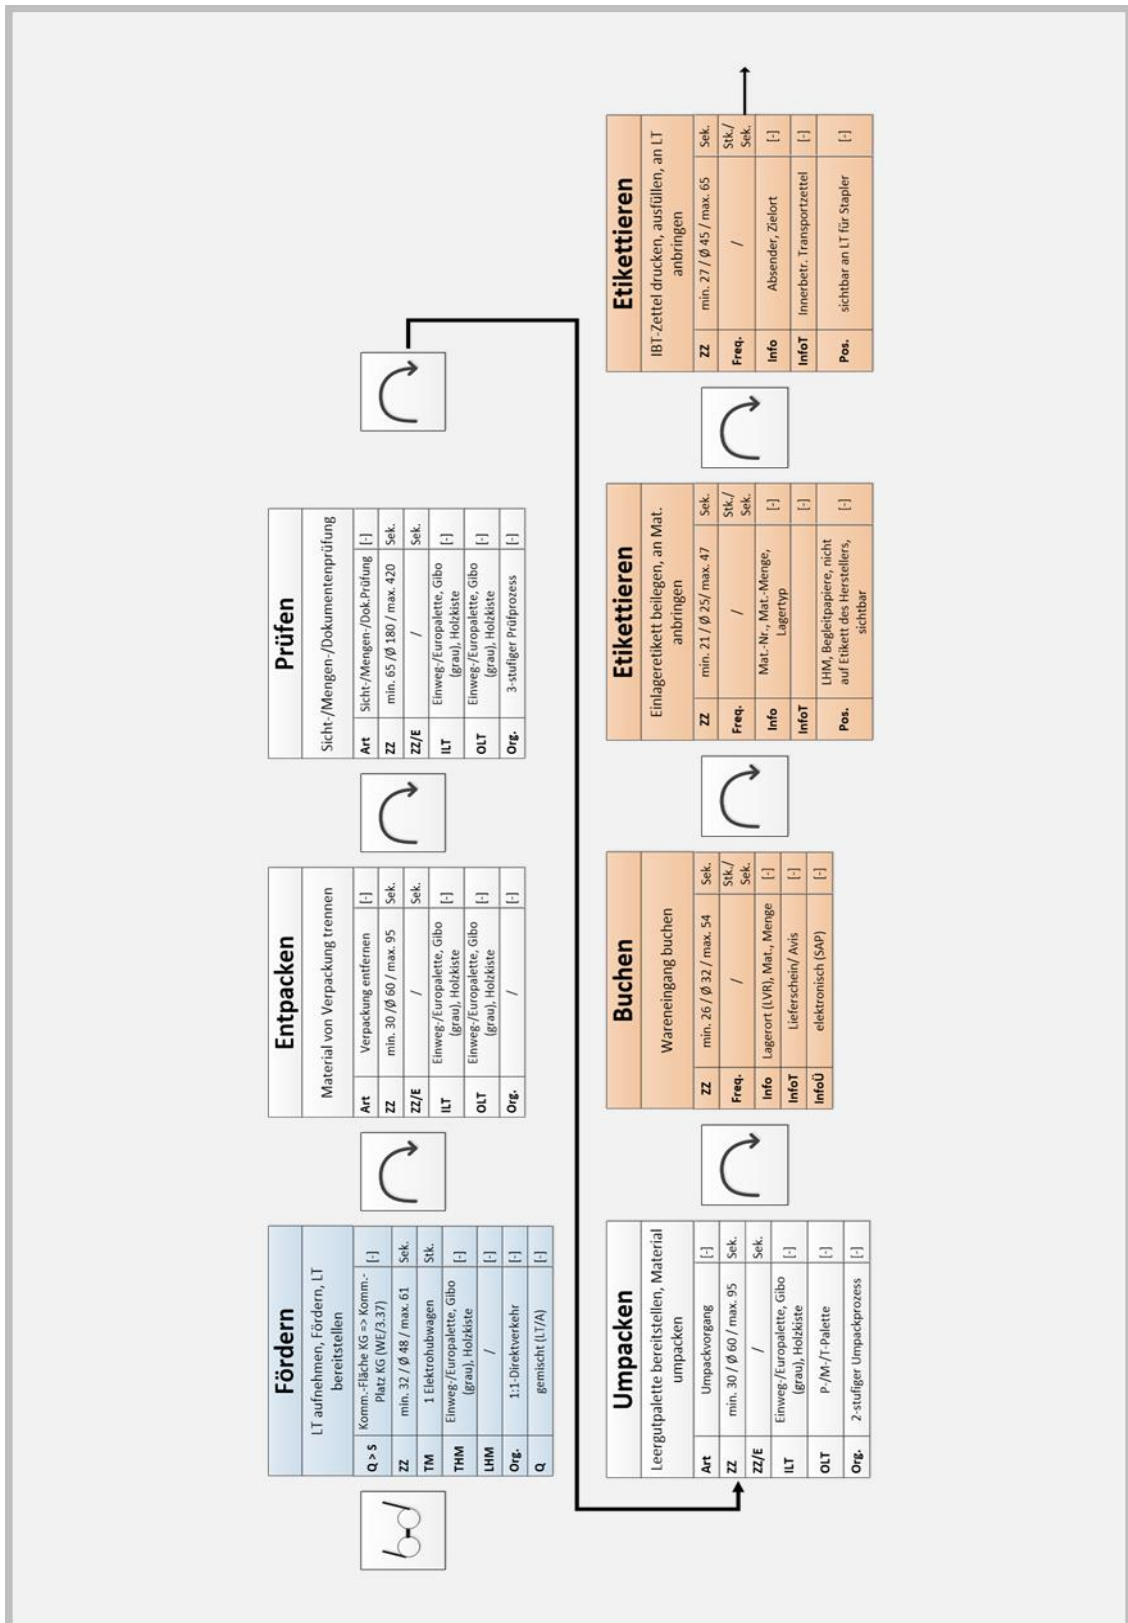 Fördern
LT aufnehmen, Fördern, LT
bereitstellen
Q > S Komm.-Fläche KG => Komm.- [-]
Platz KG (WE/3.37)
ZZ min. 32 / Ø 48 / max. 61 Sek.
TM 1 Elektrohubwagen Stk.
THM Einweg-/Europalette, Gibo [-]
(grau), Holzkiste
LHM / [-]
Org. 1:1-Direktverkehr [-]
Q gemischt (LT/A) [-]
Entpacken
Material von Verpackung trennen
Art Verpackung entfernen [-]
ZZ min. 30 /Ø 60 / max. 95 Sek.
ZZ/E / Sek.
ILT Einweg-/Europalette, Gibo [-]
(grau), Holzkiste
OLT Einweg-/Europalette, Gibo [-]
(grau), Holzkiste
Org. / [-]
Prüfen
Sicht-/Mengen-/Dokumentenprüfung
Art Sicht-/Mengen-/Dok.Prüfung [-]
ZZ min. 65 /Ø 180 / max. 420 Sek.
ZZ/E / Sek.
ILT Einweg-/Europalette, Gibo [-]
(grau), Holzkiste
OLT Einweg-/Europalette, Gibo [-]
(grau), Holzkiste
Org. 3-stufiger Prüfprozess [-]
Umpacken
Leergutpalette bereitstellen, Material
umpacken
Art Umpackvorgang [-]
ZZ min. 30 / Ø 60 / max. 95 Sek.
ZZ/E / Sek.
ILT Einweg-/Europalette, Gibo [-]
(grau), Holzkiste
OLT P-/M-/T-Palette [-]
Org. 2-stufiger Umpackprozess [-]
Buchen
Wareneingang buchen
ZZ min. 26 / Ø 32 / max. 54 Sek.
Freq. / Stk./
Sek.
Info Lagerort (LVR), Mat., Menge [-]
InfoT Lieferschein/ Avis [-]
InfoÜ elektronisch (SAP) [-]
Etikettieren
Einlageretikett beilegen, an Mat.
anbringen
ZZ min. 21 / Ø 25/ max. 47 Sek.
Freq. / Stk./
Sek.
Info Mat.-Nr., Mat.-Menge, [-]
Lagertyp
InfoT [-]
Pos. LHM, Begleitpapiere, nicht [-]
auf Etikett des Herstellers,
sichtbar
Etikettieren
IBT-Zettel drucken, ausfüllen, an LT
anbringen
ZZ min. 27 / Ø 45 / max. 65 Sek.
Freq. / Stk./
Sek.
Info Absender, Zielort [-]
InfoT Innerbetr. Transportzettel [-]
Pos. sichtbar an LT für Stapler [-]